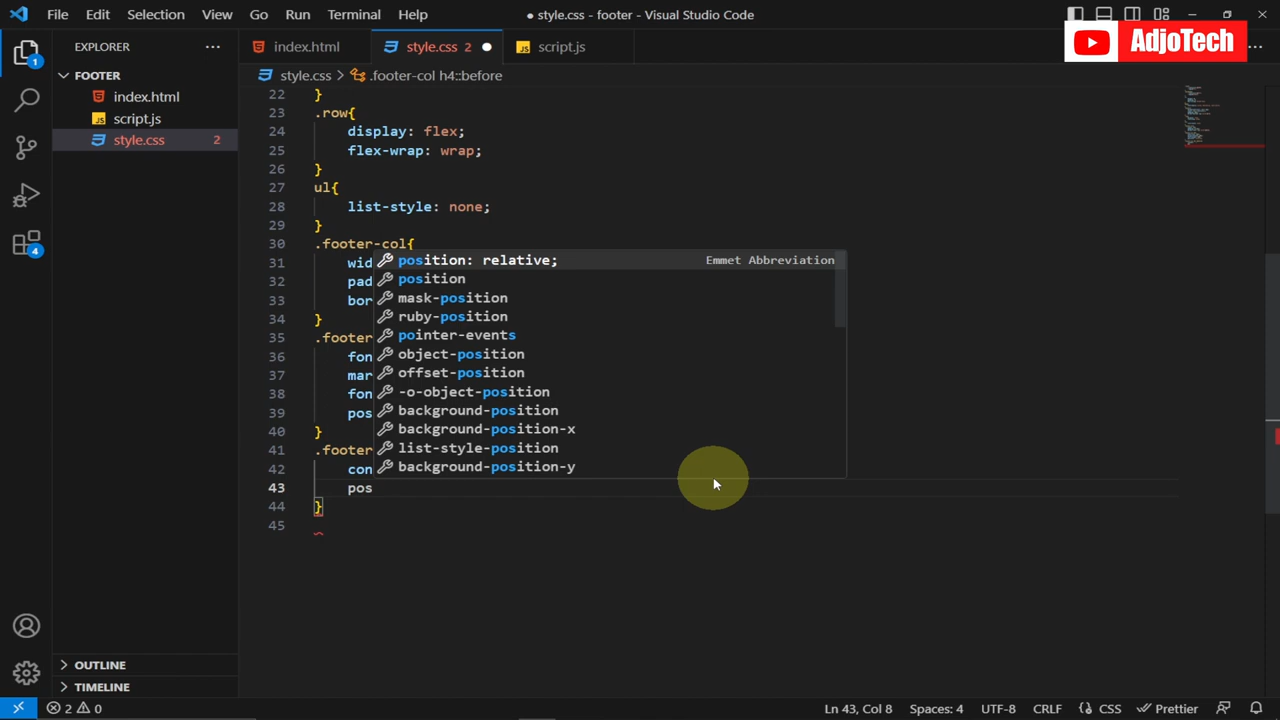 File Edit Selection View Go Run Terminal Help
● style.css - footer - Visual Studio Code
AdjoTech
EXPLORER
index.html
style.css 2
script.js
FOOTER
index.html
script.js
style.css 2
style.css > .footer-col h4::before
22 }
23 .row{
24 display: flex;
25 flex-wrap: wrap;
26 }
27 ul{
28 list-style: none;
29 }
30 .footer-col{
31 wid
32 pad
33 bor
34 }
35 .footer
36 fon
37 mar
38 fon
39 pos
40 }
41 .footer
42 con
43 pos
44 }
45
position: relative; Emmet Abbreviation
position
mask-position
ruby-position
pointer-events
object-position
offset-position
-o-object-position
background-position
background-position-x
list-style-position
background-position-y
1
4
OUTLINE
TIMELINE
2 0
Ln 43, Col 8 Spaces: 4 UTF-8 CRLF {} CSS Prettier